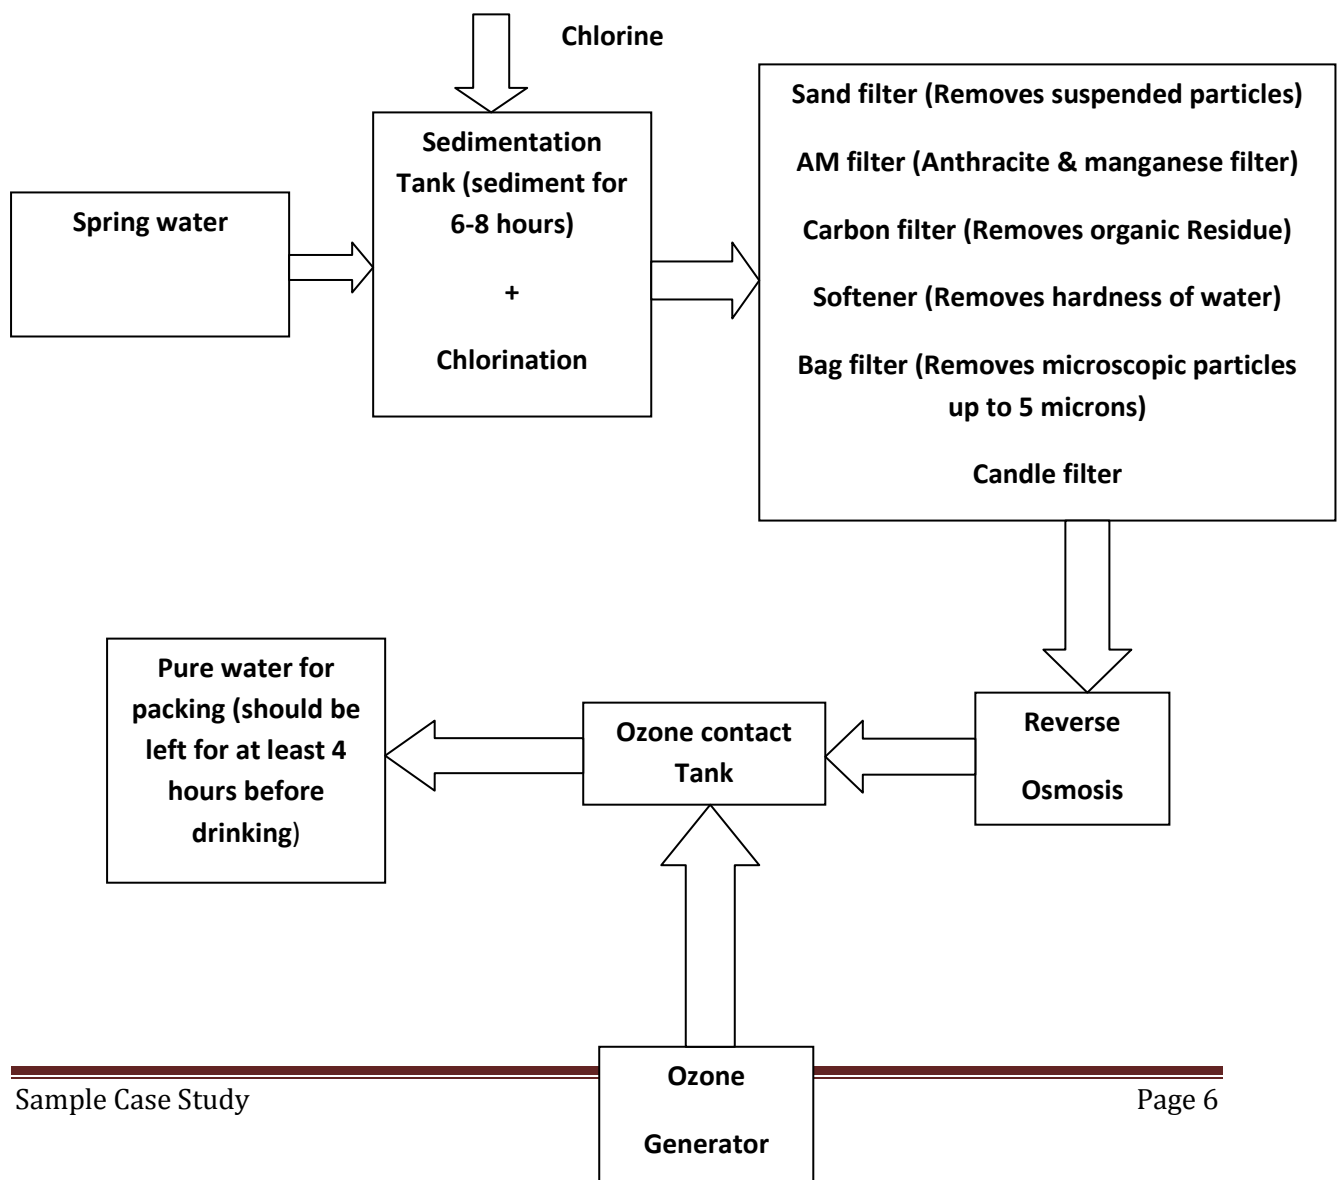 Chlorine
Spring water
Sedimentation
Tank (sediment for
6-8 hours)
+
Chlorination
Sand filter (Removes suspended particles)
AM filter (Anthracite & manganese filter)
Carbon filter (Removes organic Residue)
Softener (Removes hardness of water)
Bag filter (Removes microscopic particles
up to 5 microns)
Candle filter
Reverse
Osmosis
Ozone contact
Tank
Pure water for
packing (should be
left for at least 4
hours before
drinking)
Ozone
Generator
Sample Case Study
Page 6